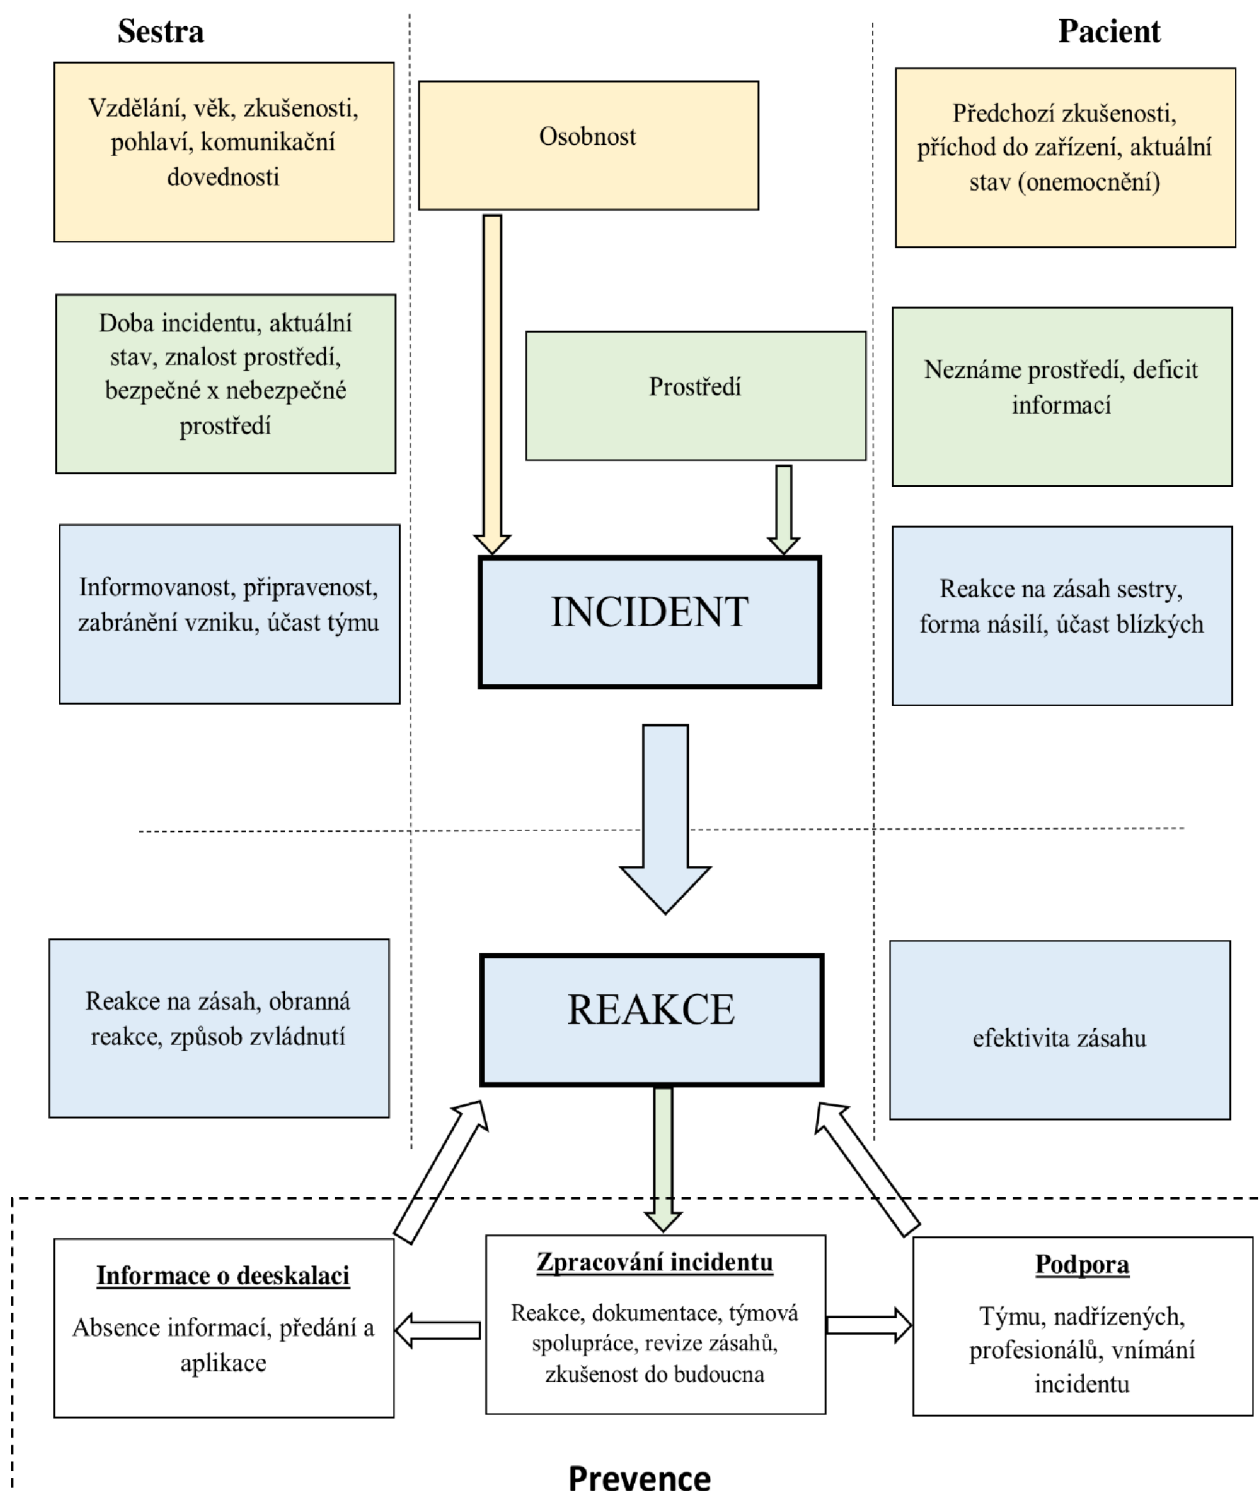 Sestra
Pacient
Vzdělání, věk, zkušenosti,
pohlaví, komunikační
dovednosti
Osobnost
Předchozí zkušenosti,
příchod do zařízení, aktuální
stav (onemocnění)
Doba incidentu, aktuální
stav, znalost prostředí,
bezpečné x nebezpečné
prostředí
Prostředí
Neznáme prostředí, deficit
informací
Informovanost, připravenost,
zabránění vzniku, účast týmu
INCIDENT
Reakce na zásah sestry,
forma násilí, účast blízkých
Reakce na zásah, obranná
reakce, způsob zvládnutí
REAKCE
efektivita zásahu
Informace o deeskalaci
Absence informací, předání a
aplikace
Zpracování incidentu
Reakce, dokumentace, týmová
spolupráce, revize zásahů,
zkušenost do budoucna
Podpora
Týmu, nadřízených,
profesionálů, vnímání
incidentu
Prevence